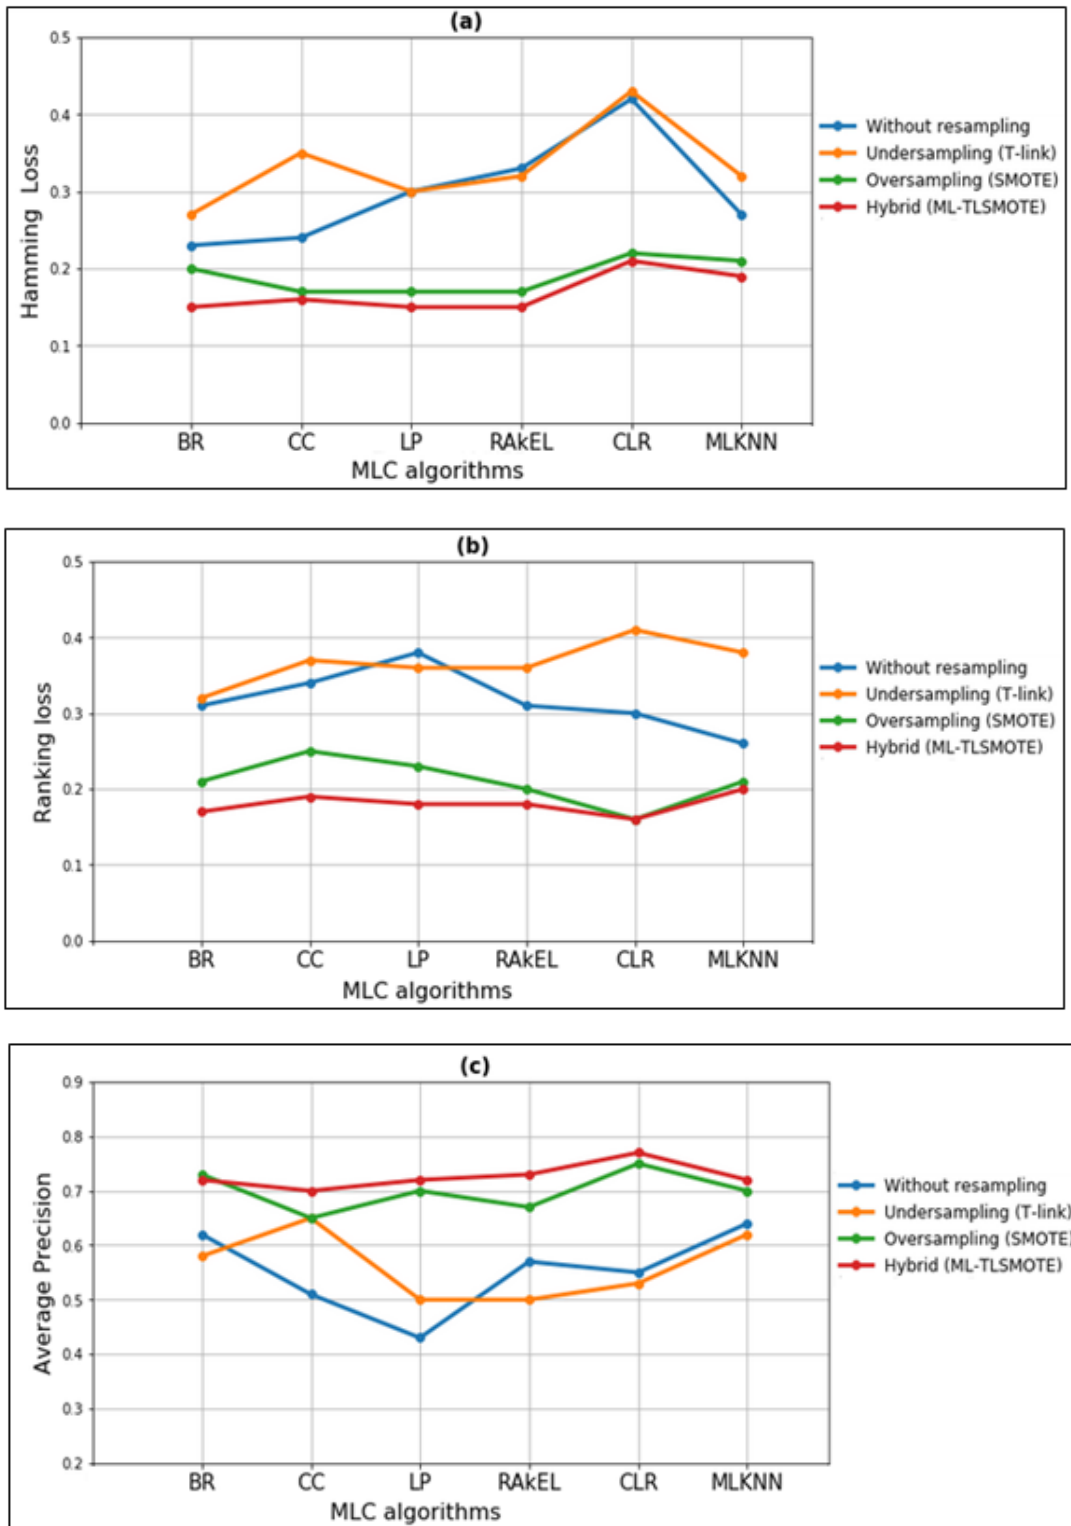 (a)
0.5
0.4
0.3
0.2
0.1
0.0
Hamming Loss
BR CC LP RAkEL CLR MLKNN
MLC algorithms
Without resampling
Undersampling (T-link)
Oversampling (SMOTE)
Hybrid (ML-TLSMOTE)
(b)
0.5
0.4
0.3
0.2
0.1
0.0
Ranking loss
BR CC LP RAkEL CLR MLKNN
MLC algorithms
Without resampling
Undersampling (T-link)
Oversampling (SMOTE)
Hybrid (ML-TLSMOTE)
(c)
0.9
0.8
0.7
0.6
0.5
0.4
0.3
0.2
Average Precision
BR CC LP RAkEL CLR MLKNN
MLC algorithms
Without resampling
Undersampling (T-link)
Oversampling (SMOTE)
Hybrid (ML-TLSMOTE)